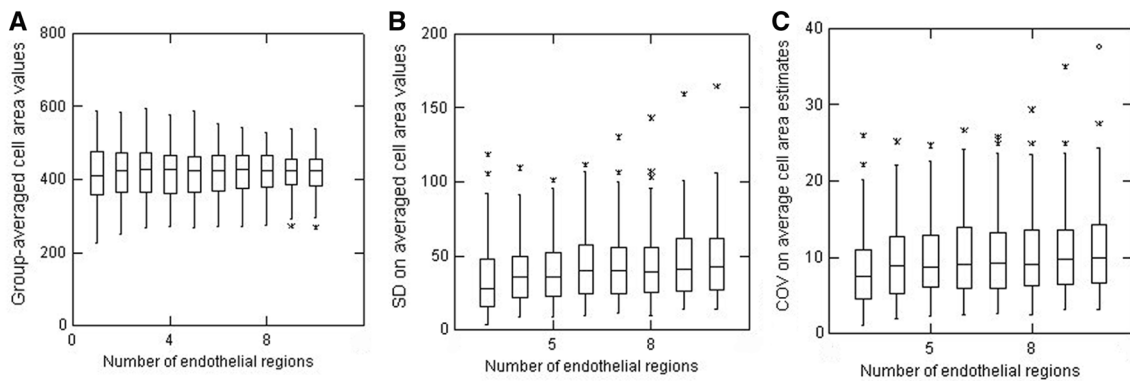 A
Group-averaged cell area values
800
600
400
200
0
0
4
8
Number of endothelial regions
B
SD on averaged cell area values
200
150
100
50
0
5
8
Number of endothelial regions
C
COV on average cell area estimates
40
30
20
10
0
5
8
Number of endothelial regions